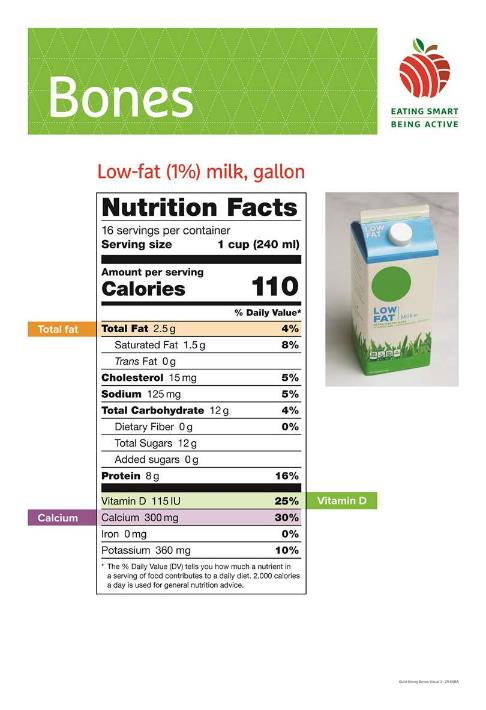 Bones
EATING SMART
BEING ACTIVE
Low-fat (1%) milk, gallon
Nutrition Facts
16 servings per container
Serving size 1 cup (240 ml)
Amount per serving
Calories 110
% Daily Value*
Total fat
Total Fat 2.5 g 4%
Saturated Fat 1.5 g 8%
Trans Fat 0 g
Cholesterol 15 mg 5%
Sodium 125 mg 5%
Total Carbohydrate 12 g 4%
Dietary Fiber 0 g 0%
Total Sugars 12 g
Added sugars 0 g
Protein 8 g 16%
Vitamin D 115 IU 25%
Vitamin D
Calcium
Calcium 300 mg 30%
Iron 0 mg 0%
Potassium 360 mg 10%
* The % Daily Value (DV) tells you how much a nutrient in
a serving of food contributes to a daily diet. 2,000 calories
a day is used for general nutrition advice.
LOW
FAT
LOW
FAT